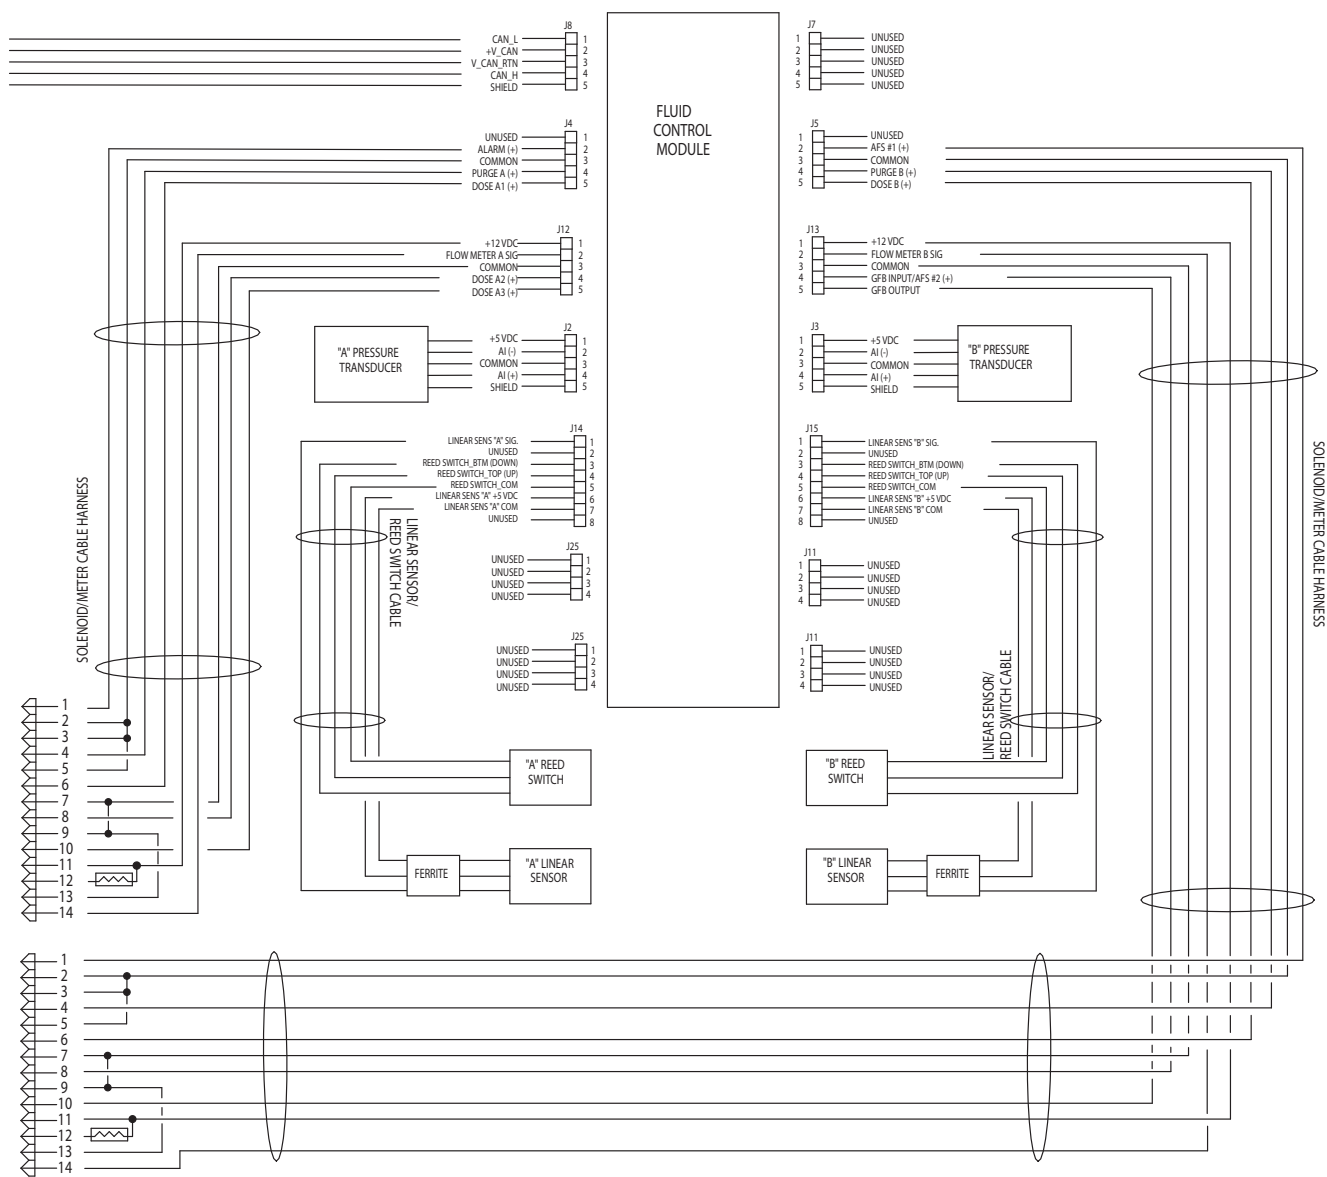 J8
CAN_L 1
+V_CAN 2
V_CAN_RTN 3
CAN_H 4
SHIELD 5
J4
UNUSED 1
ALARM (+) 2
COMMON 3
PURGE A (+) 4
DOSE A1 (+) 5
J12
+12 VDC 1
FLOW METER A SIG 2
COMMON 3
DOSE A2 (+) 4
DOSE A3 (+) 5
J2
+5 VDC 1
AI (-) 2
COMMON 3
AI (+) 4
SHIELD 5
"A" PRESSURE
TRANSDUCER
J14
LINEAR SENS "A" SIG. 1
UNUSED 2
REED SWITCH_BTM (DOWN) 3
REED SWITCH_TOP (UP) 4
REED SWITCH_COM 5
LINEAR SENS "A" +5 VDC 6
LINEAR SENS "A" COM 7
UNUSED 8
J25
UNUSED 1
UNUSED 2
UNUSED 3
UNUSED 4
J25
UNUSED 1
UNUSED 2
UNUSED 3
UNUSED 4
FLUID
CONTROL
MODULE
J7
1 UNUSED
2 UNUSED
3 UNUSED
4 UNUSED
5 UNUSED
J5
1 UNUSED
2 AFS #1 (+)
3 COMMON
4 PURGE B (+)
5 DOSE B (+)
J13
1 +12 VDC
2 FLOW METER B SIG
3 COMMON
4 GFB INPUT/AFS #2 (+)
5 GFB OUTPUT
J3
1 +5 VDC
2 AI (-)
3 COMMON
4 AI (+)
5 SHIELD
"B" PRESSURE
TRANSDUCER
J15
1 LINEAR SENS "B" SIG.
2 UNUSED
3 REED SWITCH_BTM (DOWN)
4 REED SWITCH_TOP (UP)
5 REED SWITCH_COM
6 LINEAR SENS "B" +5 VDC
7 LINEAR SENS "B" COM
8 UNUSED
J11
1 UNUSED
2 UNUSED
3 UNUSED
4 UNUSED
J11
1 UNUSED
2 UNUSED
3 UNUSED
4 UNUSED
SOLENOID/METER CABLE HARNESS
LINEAR SENSOR/
REED SWITCH CABLE
LINEAR SENSOR/
REED SWITCH CABLE
SOLENOID/METER CABLE HARNESS
"A" REED
SWITCH
"B" REED
SWITCH
FERRITE
"A" LINEAR
SENSOR
"B" LINEAR
SENSOR
FERRITE
1
2
3
4
5
6
7
8
9
10
11
12
13
14
1
2
3
4
5
6
7
8
9
10
11
12
13
14